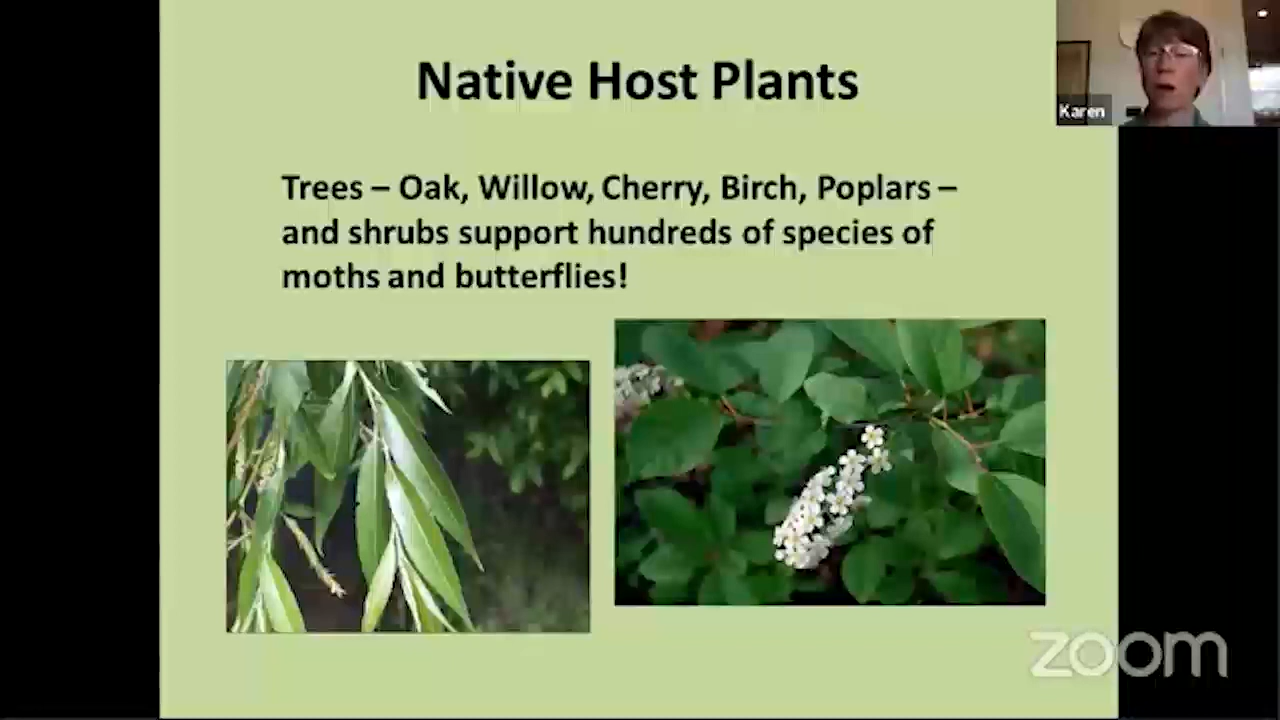 Native Host Plants
Karen
Trees – Oak, Willow, Cherry, Birch, Poplars –
and shrubs support hundreds of species of
moths and butterflies!
zoom